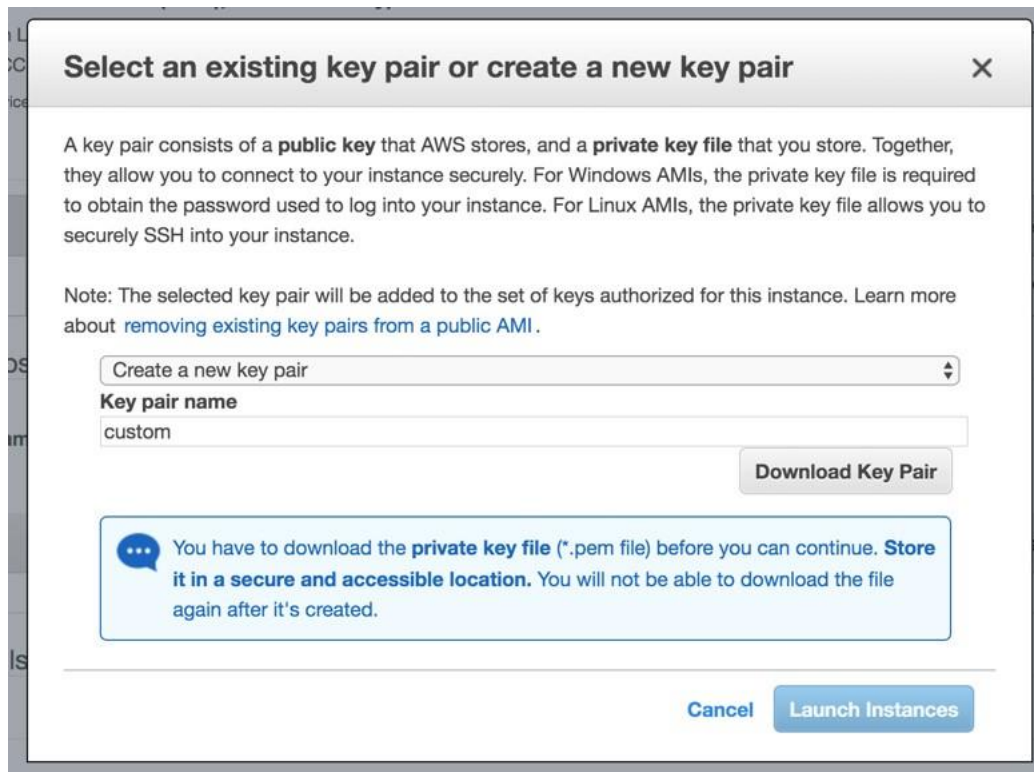 Select an existing key pair or create a new key pair
A key pair consists of a public key that AWS stores, and a private key file that you store. Together,
they allow you to connect to your instance securely. For Windows AMIs, the private key file is required
to obtain the password used to log into your instance. For Linux AMIs, the private key file allows you to
securely SSH into your instance.
Note: The selected key pair will be added to the set of keys authorized for this instance. Learn more
about removing existing key pairs from a public AMI .
Create a new key pair
Key pair name
custom
Download Key Pair
You have to download the private key file (*.pem file) before you can continue. Store
it in a secure and accessible location. You will not be able to download the file
again after it's created.
Cancel Launch Instances